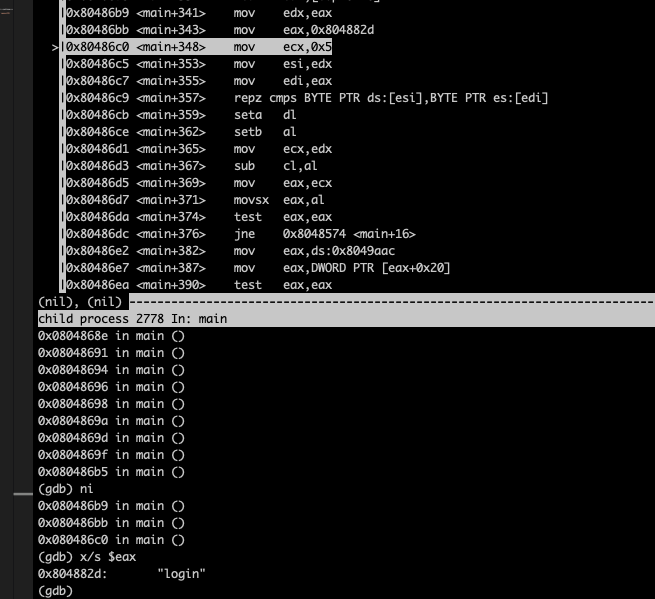 0x80486b9 <main+341>    mov    edx,eax
0x80486bb <main+343>    mov    eax,0x804882d
>0x80486c0 <main+348>    mov    ecx,0x5
0x80486c5 <main+353>    mov    esi,edx
0x80486c7 <main+355>    mov    edi,eax
0x80486c9 <main+357>    repz cmps BYTE PTR ds:[esi],BYTE PTR es:[edi]
0x80486cb <main+359>    seta   dl
0x80486ce <main+362>    setb   al
0x80486d1 <main+365>    mov    ecx,edx
0x80486d3 <main+367>    sub    cl,al
0x80486d5 <main+369>    mov    eax,ecx
0x80486d7 <main+371>    movsx  eax,al
0x80486da <main+374>    test   eax,eax
0x80486dc <main+376>    jne    0x8048574 <main+16>
0x80486e2 <main+382>    mov    eax,ds:0x8049aac
0x80486e7 <main+387>    mov    eax,DWORD PTR [eax+0x20]
0x80486ea <main+390>    test   eax,eax
(nil), (nil)
child process 2778 In: main
0x0804868e in main ()
0x08048691 in main ()
0x08048694 in main ()
0x08048696 in main ()
0x08048698 in main ()
0x0804869a in main ()
0x0804869d in main ()
0x0804869f in main ()
0x080486b5 in main ()
(gdb) ni
0x080486b9 in main ()
0x080486bb in main ()
0x080486c0 in main ()
(gdb) x/s $eax
0x804882d:       "login"
(gdb)